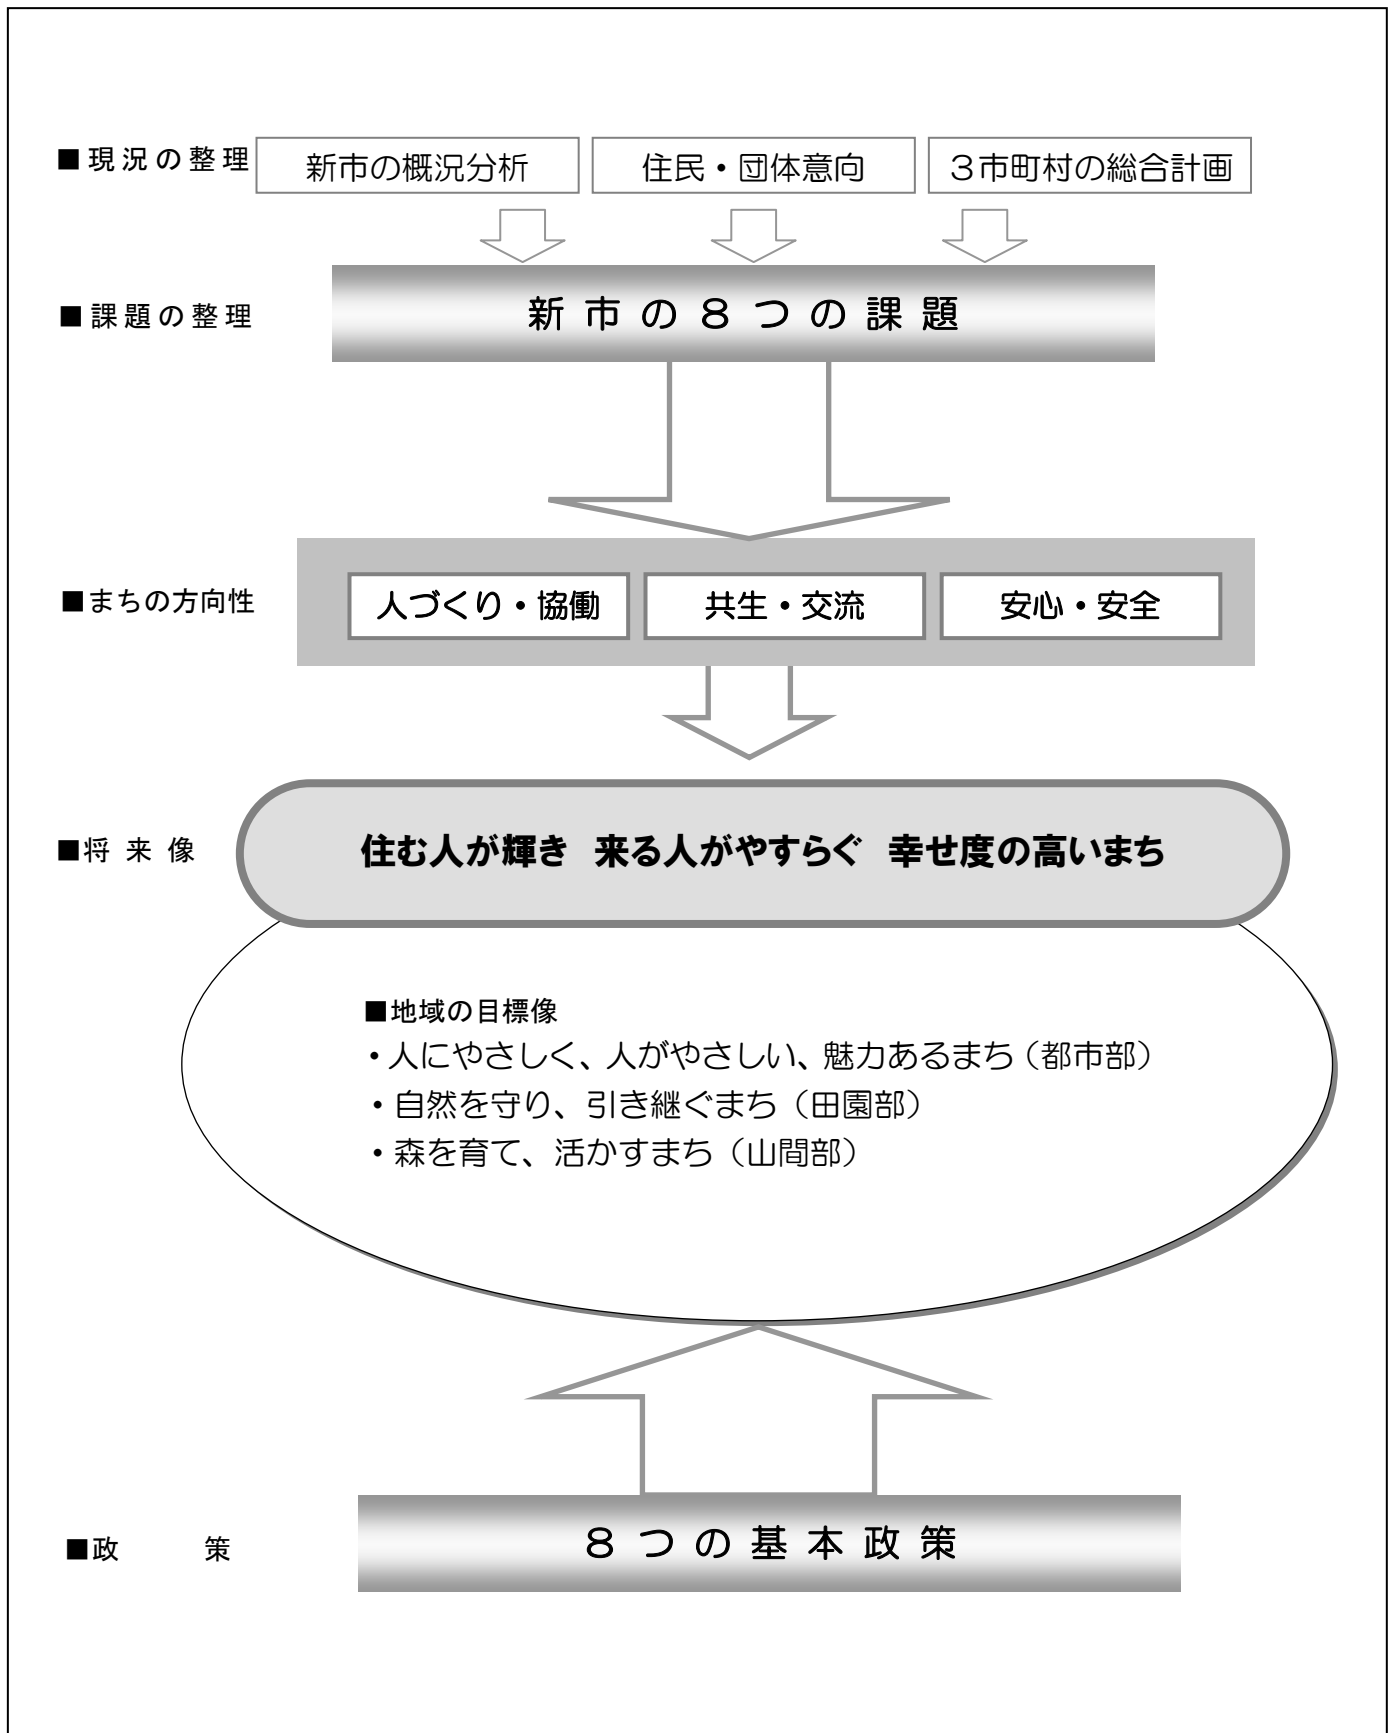 ■現況の整理 新市の概況分析 住民・団体意向 ３市町村の総合計画
■課題の整理 新市の８つの課題
■まちの方向性 人づくり・協働 共生・交流 安心・安全
■将来像 住む人が輝き 来る人がやすらぐ 幸せ度の高いまち
■地域の目標像
・人にやさしく、人がやさしい、魅力あるまち（都市部）
・自然を守り、引き継ぐまち（田園部）
・森を育て、活かすまち（山間部）
■政 策 ８つの基本政策